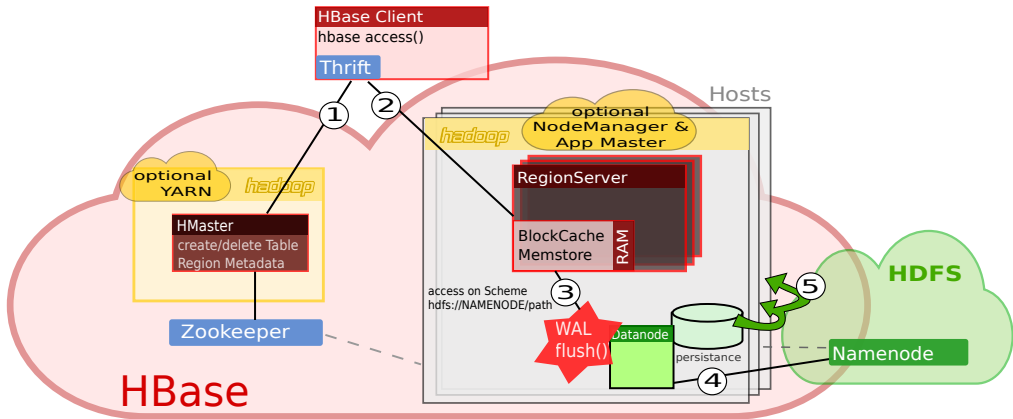 HBase Client
hbase access()
Thrift
1
2
Hosts
optional
NodeManager &
App Master
hadoop
optional
YARN
hadoop
RegionServer
HMaster
create/delete Table
Region Metadata
BlockCache
Memstore
RAM
HDFS
access on Scheme
hdfs://NAMENODE/path
3
5
Zookeeper
WAL
flush()
Datanode
persistance
Namenode
4
HBase